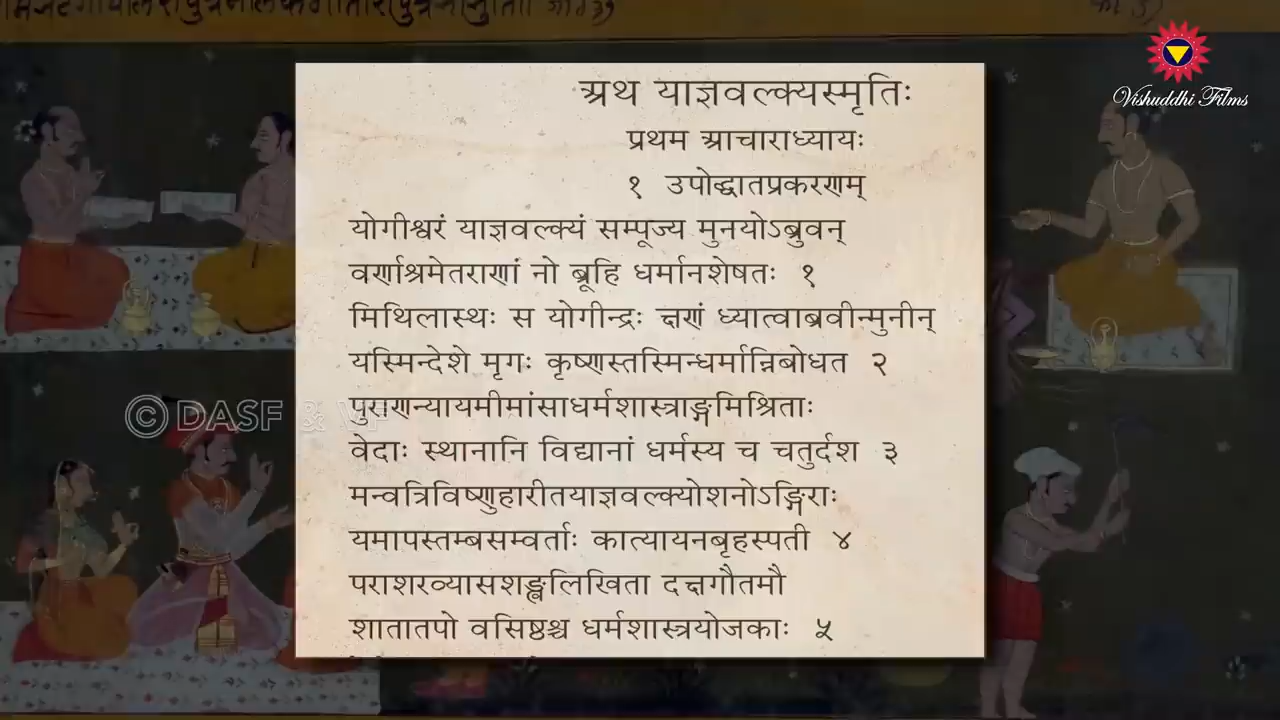 Vishuddhi Films
अथ याज्ञवल्क्यस्मृतिः
प्रथम आचाराध्यायः
१ उपोद्घातप्रकरणम्
योगीश्वरं याज्ञवल्क्यं सम्पूज्य मुनयोऽब्रुवन्
वर्णाश्रमेतराणां नो ब्रूहि धर्मानशेषतः १
मिथिलास्थः स योगीन्द्रः क्षणं ध्यात्वाब्रवीन्मुनीन्
यस्मिन्देशे मृगः कृष्णस्तस्मिन्धर्मान्निबोधत २
पुराणन्यायमीमांसाधर्मशास्त्राङ्गमिश्रिताः
© DASF & VF
वेदाः स्थानानि विद्यानां धर्मस्य च चतुर्दश ३
मन्वत्रिविष्णुहारीतयाज्ञवल्क्योशनोऽङ्गिराः
यमापस्तम्बसम्वर्ताः कात्यायनबृहस्पती ४
पराशरव्यासशङ्खलिखिता दक्षगौतमौ
शातातपो वसिष्ठश्च धर्मशास्त्रयोजकाः ५